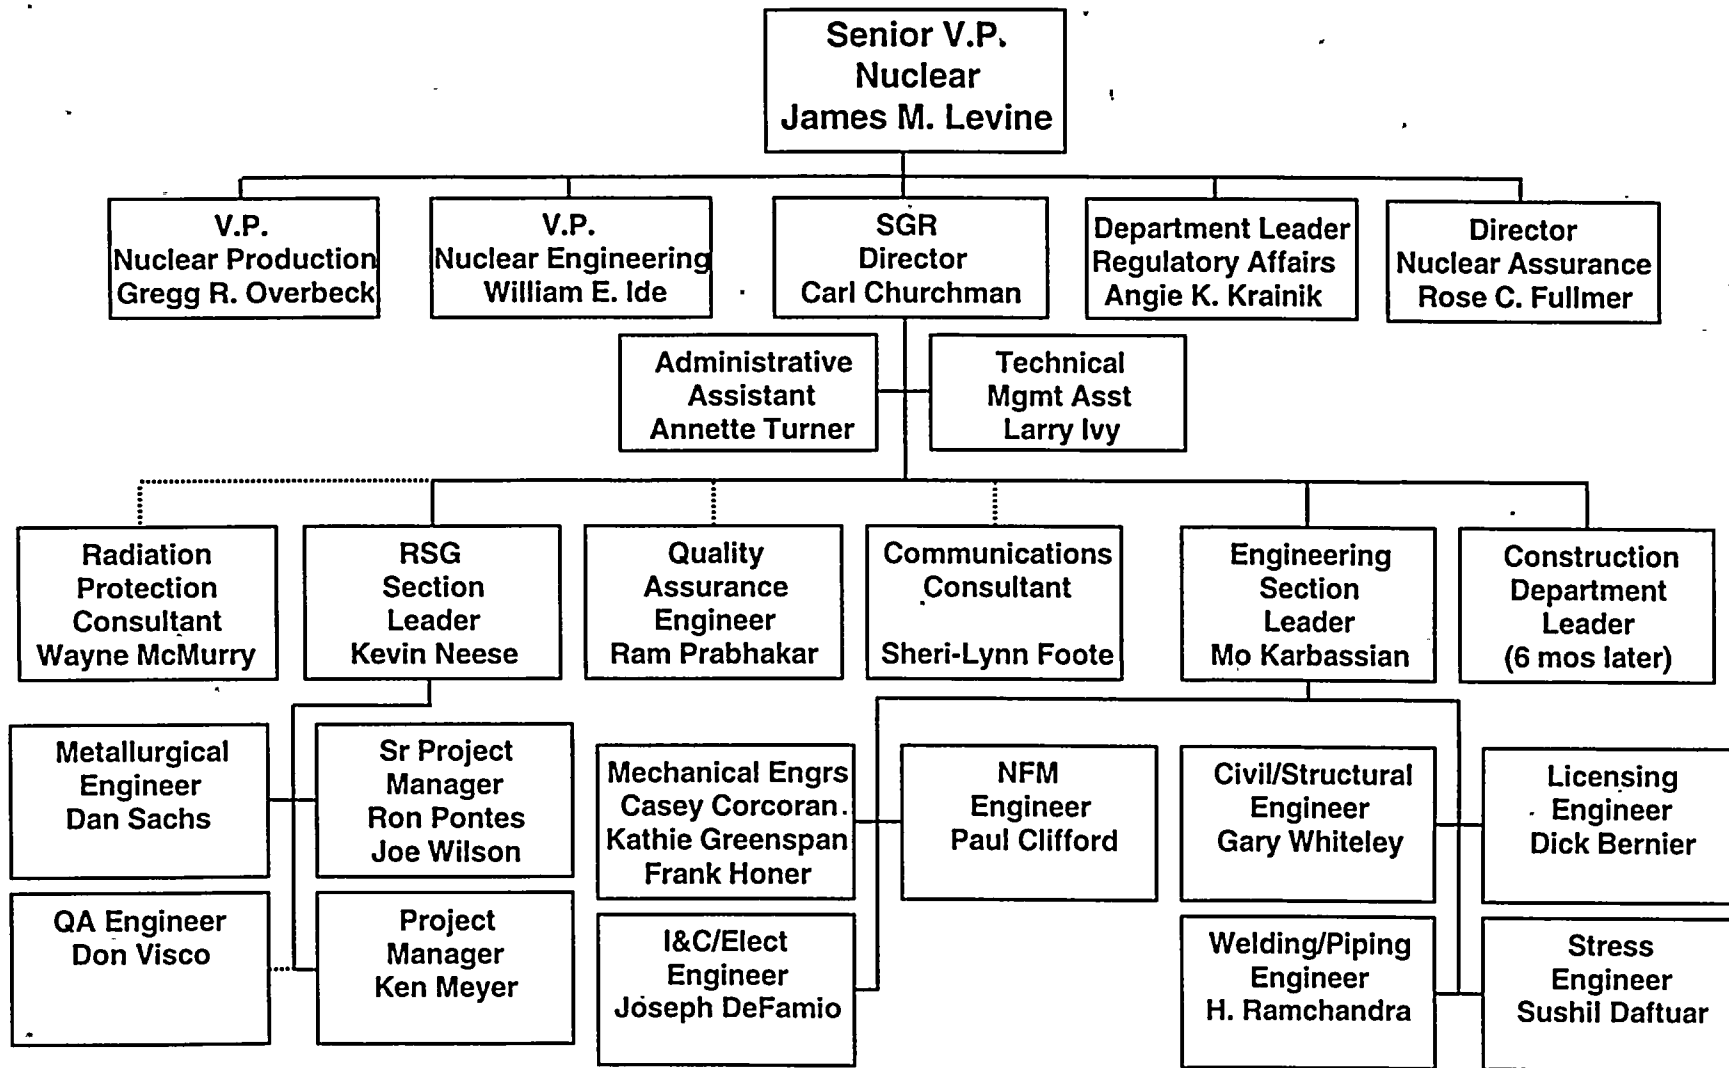 Senior V.P.
Nuclear
James M. Levine
V.P.
Nuclear Production
Gregg R. Overbeck
V.P.
Nuclear Engineering
William E. Ide
SGR
Director
Carl Churchman
Department Leader
Regulatory Affairs
Angie K. Krainik
Director
Nuclear Assurance
Rose C. Fullmer
Administrative
Assistant
Annette Turner
Technical
Mgmt Asst
Larry Ivy
Radiation
Protection
Consultant
Wayne McMurry
RSG
Section
Leader
Kevin Neese
Quality
Assurance
Engineer
Ram Prabhakar
Communications
Consultant
Sheri-Lynn Foote
Engineering
Section
Leader
Mo Karbassian
Construction
Department
Leader
(6 mos later)
Metallurgical
Engineer
Dan Sachs
Sr Project
Manager
Ron Pontes
Joe Wilson
QA Engineer
Don Visco
Project
Manager
Ken Meyer
Mechanical Engrs
Casey Corcoran
Kathie Greenspan
Frank Honer
NFM
Engineer
Paul Clifford
I&C/Elect
Engineer
Joseph DeFamio
Civil/Structural
Engineer
Gary Whiteley
Licensing
Engineer
Dick Bernier
Welding/Piping
Engineer
H. Ramchandra
Stress
Engineer
Sushil Daftuar